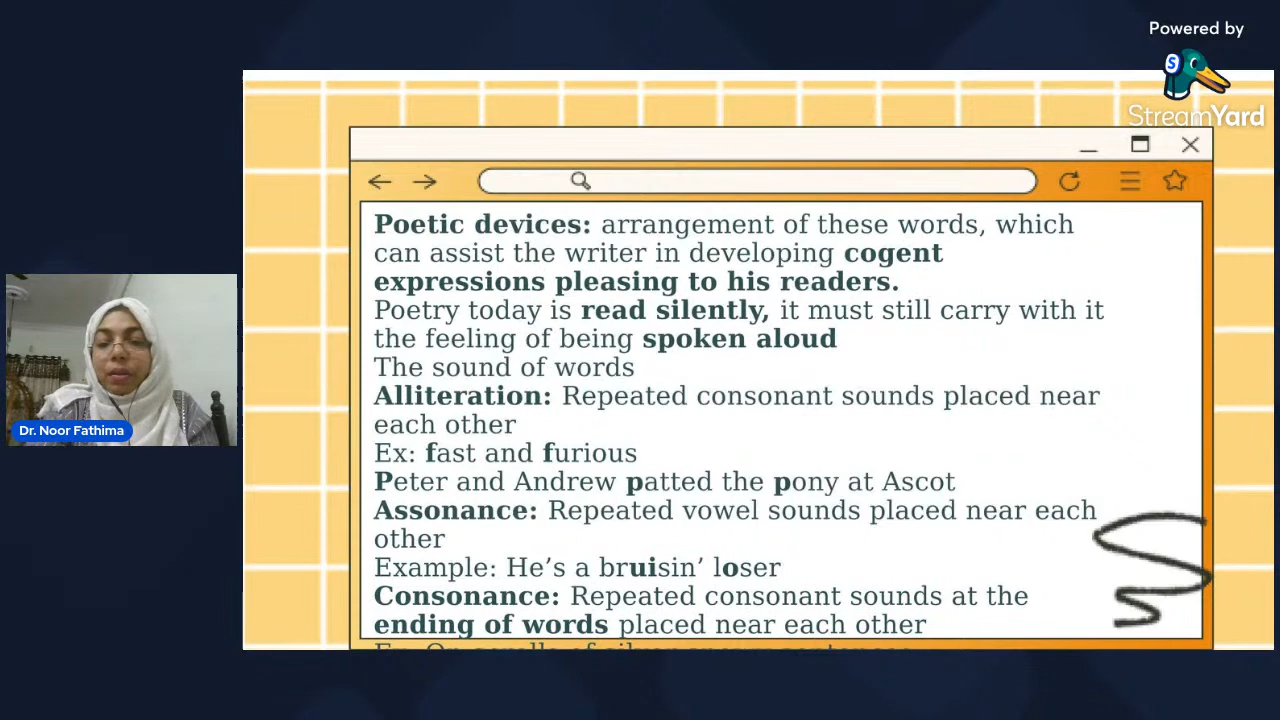 Powered by
StreamYard
Poetic devices: arrangement of these words, which
can assist the writer in developing cogent
expressions pleasing to his readers.
Poetry today is read silently, it must still carry with it
the feeling of being spoken aloud
The sound of words
Alliteration: Repeated consonant sounds placed near
each other
Ex: fast and furious
Peter and Andrew patted the pony at Ascot
Assonance: Repeated vowel sounds placed near each
other
Example: He's a bruisin' loser
Consonance: Repeated consonant sounds at the
ending of words placed near each other
Dr. Noor Fathima